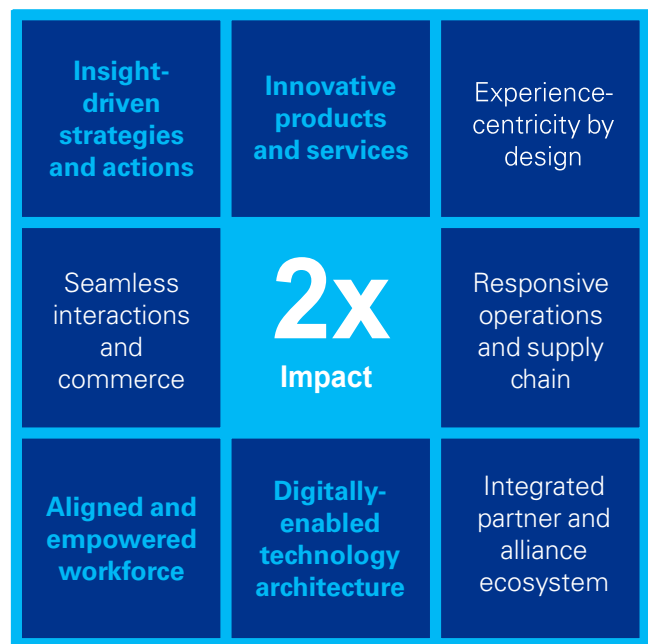 Insight-
driven
strategies
and actions
Innovative
products
and services
Experience-
centricity by
design
Seamless
interactions
and
commerce
2x
Impact
Responsive
operations
and supply
chain
Aligned and
empowered
workforce
Digitally-
enabled
technology
architecture
Integrated
partner and
alliance
ecosystem